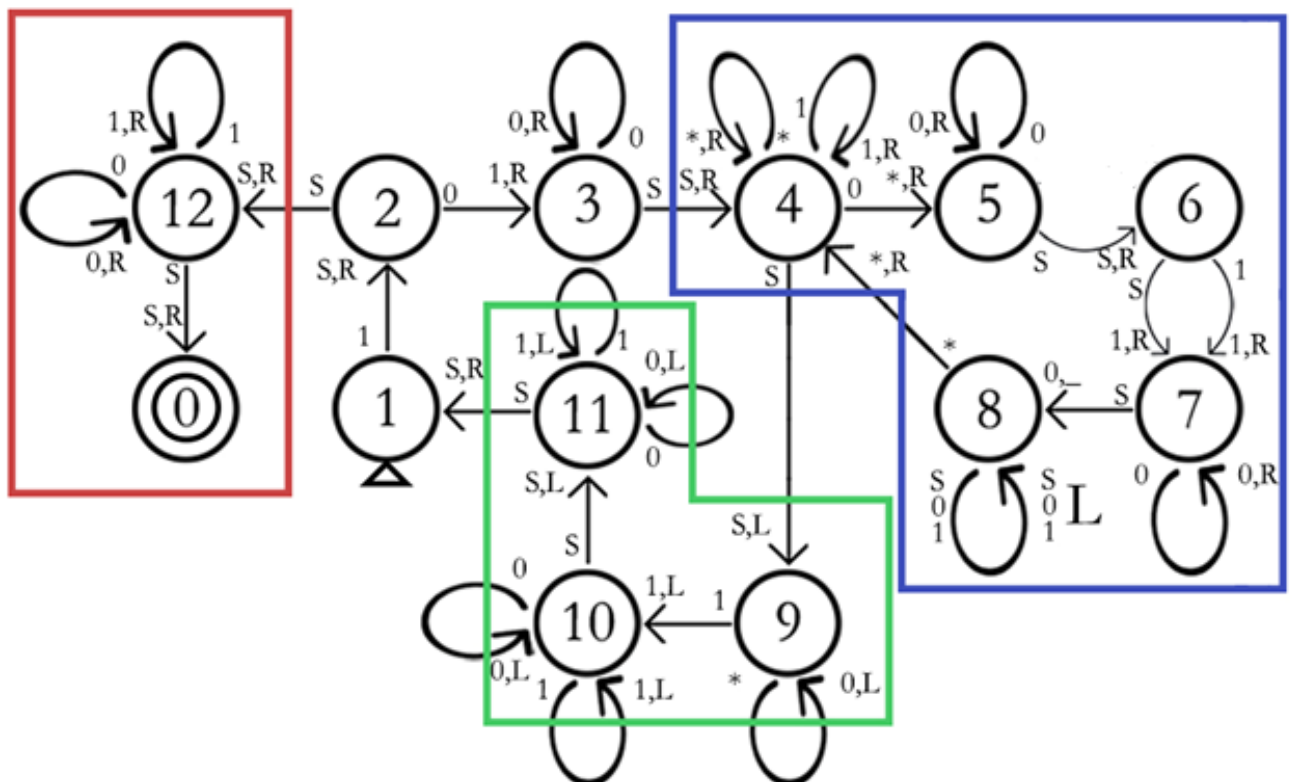 1,R 1 0,R 0 *,R * 1 1,R 0,R 0
0 S,R S 0 1,R S S,R 0 *,R
12 2 3 4 5 6
0,R S S,R S *,R S S,R S 1
S,R 1 1,L 1 0,L * 1,R 1,R
S,R S 0,_ S
0 1 11 8 7
0
S,L S,L S 0 1 S 0 1 L 0 0,R
0 S 1,L 1
10 9
0,L 1 1,L * 0,L